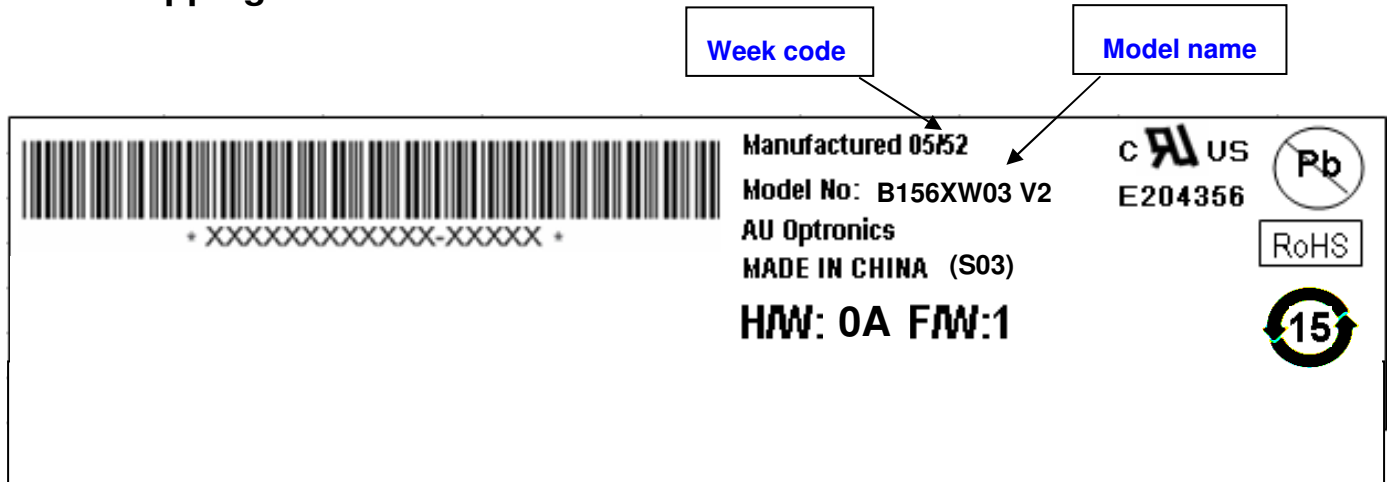 Week code
Model name
Manufactured 05/52
Model No: B156XW03 V2
AU Optronics
MADE IN CHINA (S03)
H/W: 0A F/W:1
* XXXXXXXXXXXX-XXXXX *
c RU US
E204356
Pb
RoHS
15